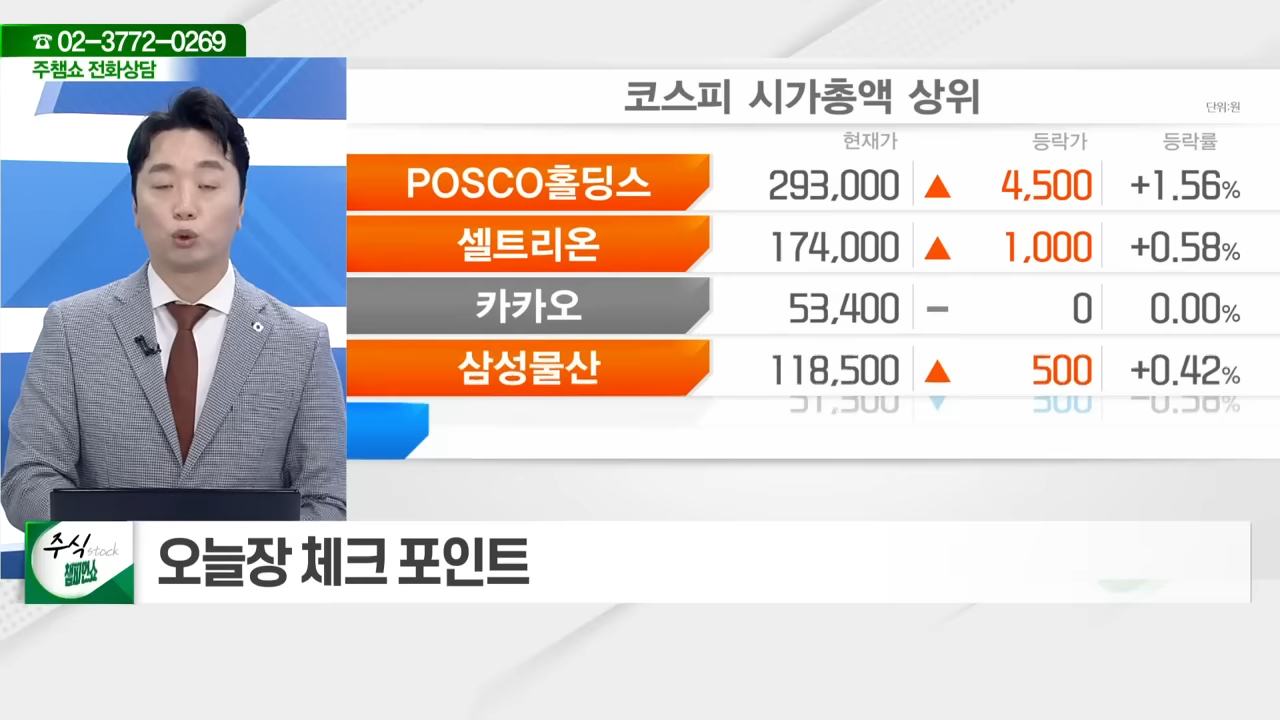 ☎ 02-3772-0269
주챔쇼 전화상담
코스피 시가총액 상위
단위:원
현재가 등락가 등락률
POSCO홀딩스 293,000 ▲ 4,500 +1.56%
셀트리온 174,000 ▲ 1,000 +0.58%
카카오 53,400 – 0 0.00%
삼성물산 118,500 ▲ 500 +0.42%
주식 stock
챔피언쇼
오늘장 체크 포인트